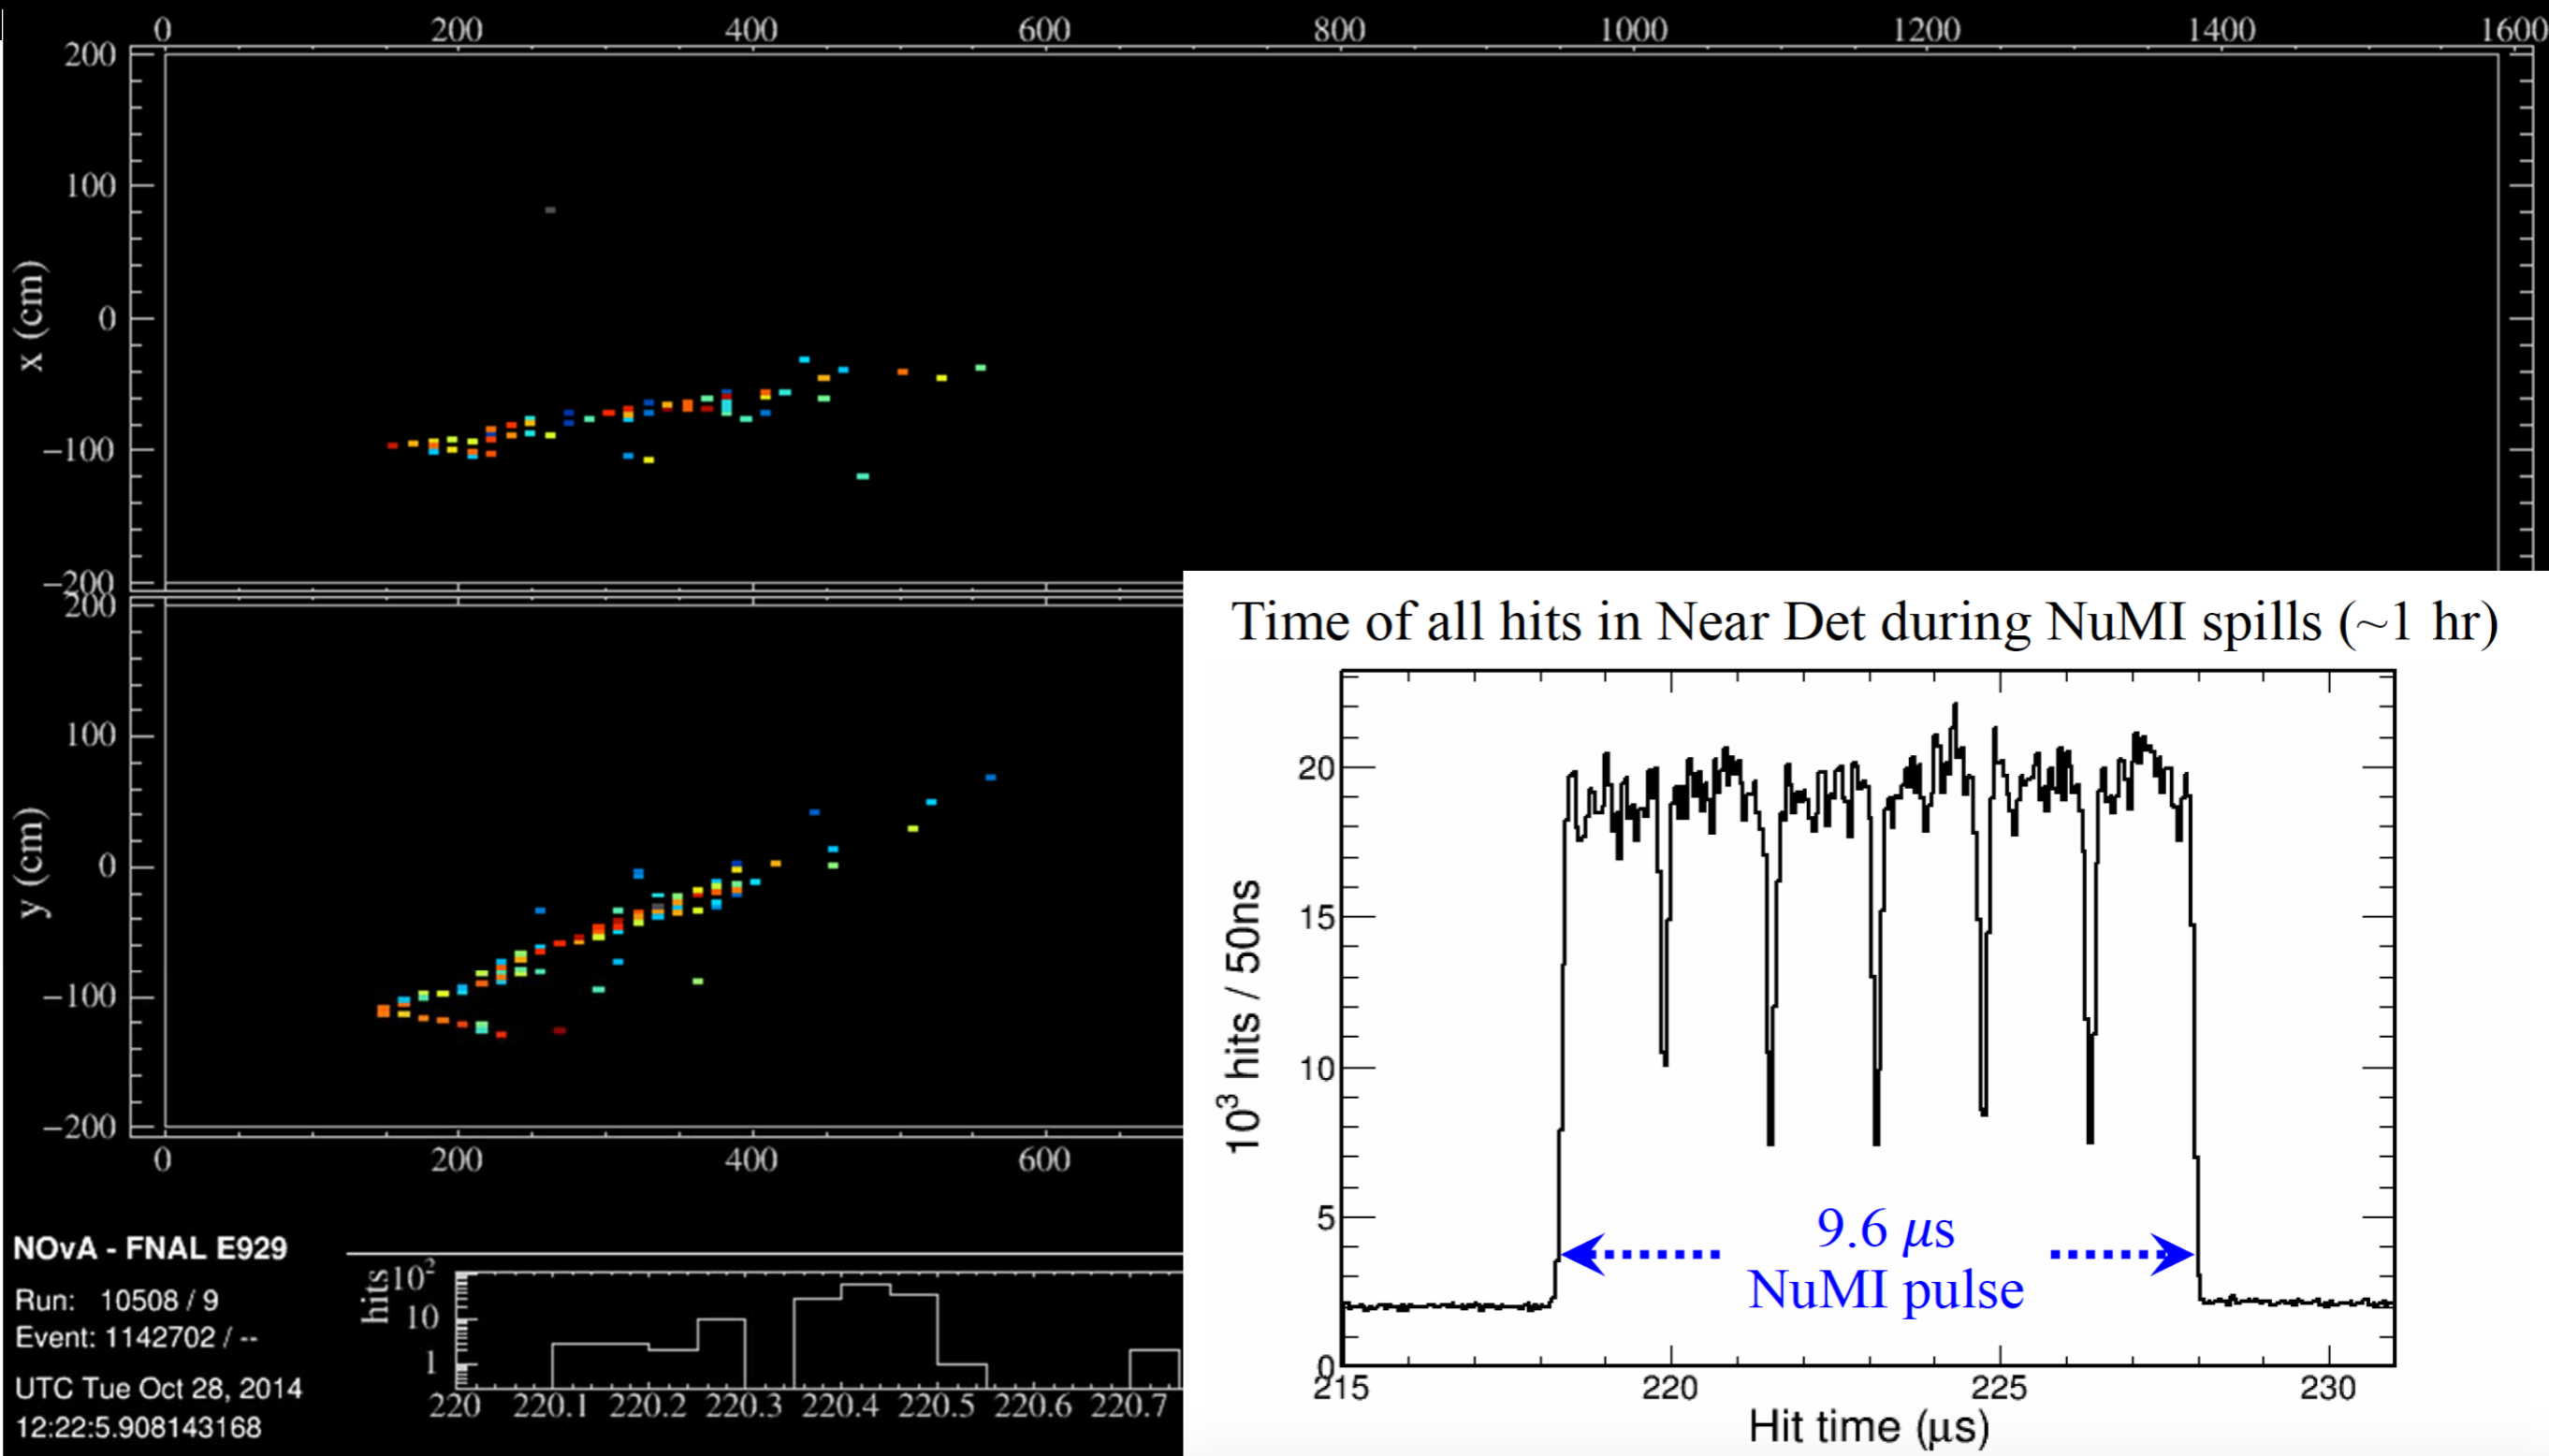 0 200 400 600 800 1000 1200 1400 1600
200
100
0
−100
−200
x (cm)
200
100
0
−100
−200
y (cm)
0 200 400 600
NOvA - FNAL E929
Run: 10508 / 9
Event: 1142702 / --
UTC Tue Oct 28, 2014
12:22:5.908143168
hits
10²
10
1
220 220.1 220.2 220.3 220.4 220.5 220.6 220.7
Time of all hits in Near Det during NuMI spills (~1 hr)
10³ hits / 50ns
20
15
10
5
0
9.6 μs
NuMI pulse
215 220 225 230
Hit time (μs)